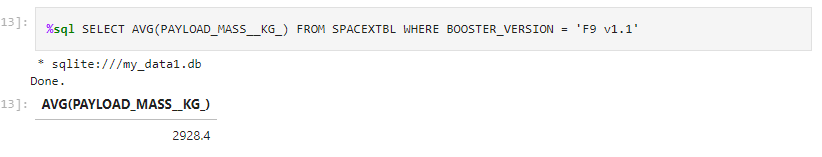 13]: %sql SELECT AVG(PAYLOAD_MASS__KG_) FROM SPACEXTBL WHERE BOOSTER_VERSION = 'F9 v1.1'
* sqlite:///my_data1.db
Done.
13]: AVG(PAYLOAD_MASS__KG_)
2928.4